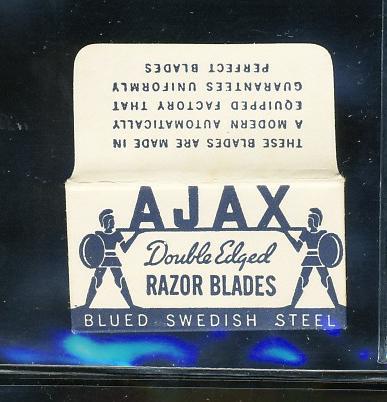 THESE BLADES ARE MADE IN
A MODERN AUTOMATICALLY
EQUIPPED FACTORY THAT
GUARANTEES UNIFORMLY
PERFECT BLADES
AJAX
Double Edged
RAZOR BLADES
BLUED SWEDISH STEEL